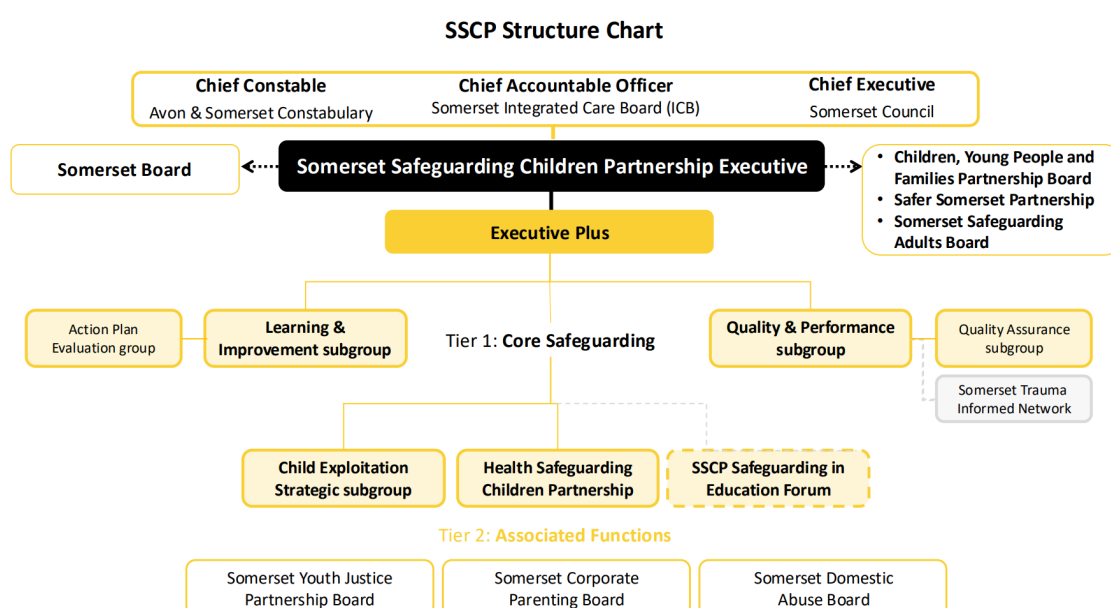 SSCP Structure Chart
Chief Constable
Avon & Somerset Constabulary
Chief Accountable Officer
Somerset Integrated Care Board (ICB)
Chief Executive
Somerset Council
Somerset Board
Somerset Safeguarding Children Partnership Executive
• Children, Young People and
Families Partnership Board
• Safer Somerset Partnership
• Somerset Safeguarding
Adults Board
Executive Plus
Action Plan
Evaluation group
Learning &
Improvement subgroup
Tier 1: Core Safeguarding
Quality & Performance
subgroup
Quality Assurance
subgroup
Somerset Trauma
Informed Network
Child Exploitation
Strategic subgroup
Health Safeguarding
Children Partnership
SSCP Safeguarding in
Education Forum
Tier 2: Associated Functions
Somerset Youth Justice
Partnership Board
Somerset Corporate
Parenting Board
Somerset Domestic
Abuse Board